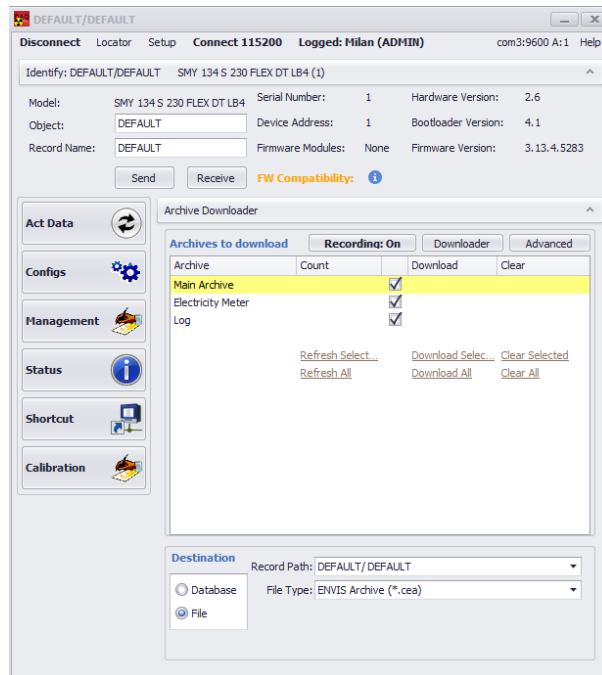 DEFAULT/DEFAULT
Disconnect Locator Setup Connect 115200 Logged: Milan (ADMIN) com3:9600 A:1 Help
Identify: DEFAULT/DEFAULT SMY 134 S 230 FLEX DT LB4 (1)
Model: SMY 134 S 230 FLEX DT LB4 Serial Number: 1 Hardware Version: 2.6
Object: DEFAULT Device Address: 1 Bootloader Version: 4.1
Record Name: DEFAULT Firmware Modules: None Firmware Version: 3.13.4.5283
Send Receive FW Compatibility:
Archive Downloader
Act Data
Configs
Management
Status
Shortcut
Calibration
Archives to download Recording: On Downloader Advanced
Archive Count Download Clear
Main Archive
Electricity Meter
Log
Refresh Select... Download Selec... Clear Selected
Refresh All Download All Clear All
Destination
Record Path: DEFAULT/DEFAULT
Database File Type: ENVIS Archive (*.cea)
File